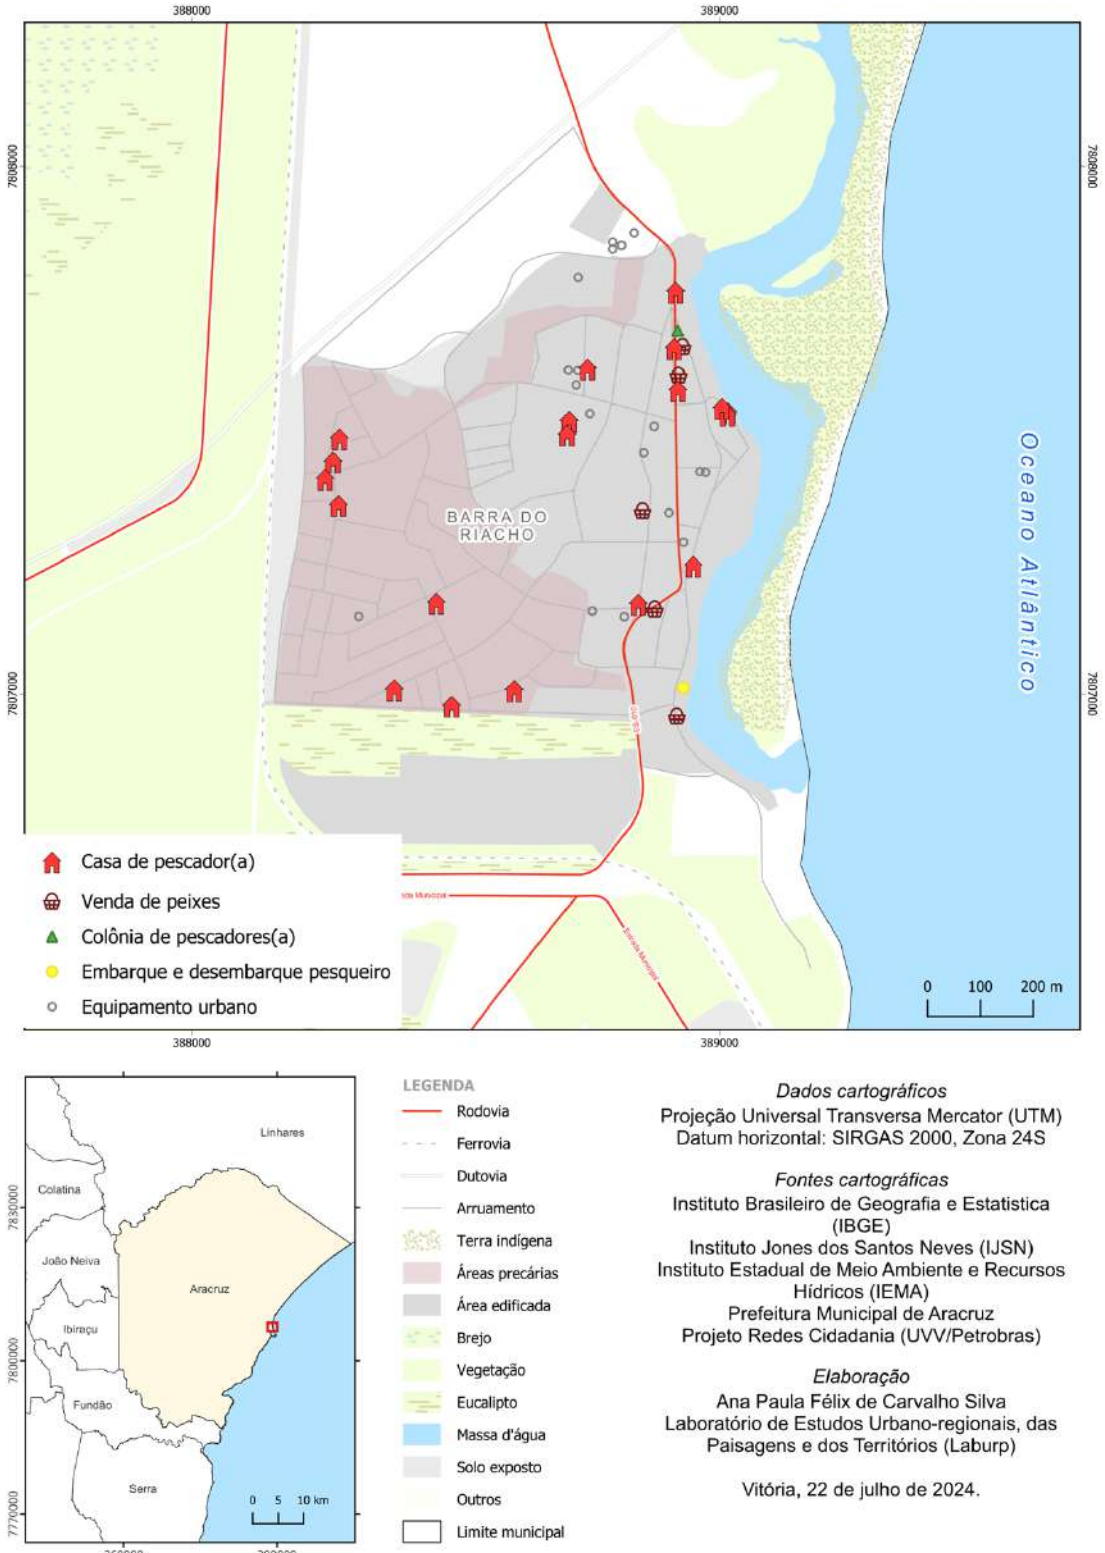 388000
389000
7808000
7808000
BARRA DO
RIACHO
Oceano Atlântico
7807000
7807000
ES-010
Casa de pescador(a)
Venda de peixes
Colônia de pescadores(a)
Embarque e desembarque pesqueiro
Equipamento urbano
Municipal
Estrada Municipal
0 100 200 m
388000
389000
LEGENDA
Rodovia
Ferrovia
Dutovia
Arruamento
Terra indígena
Áreas precárias
Área edificada
Brejo
Vegetação
Eucalipto
Massa d'água
Solo exposto
Outros
Limite municipal
Linhares
Colatina
João Neiva
Aracruz
Ibiraçu
Fundão
Serra
7830000
7800000
7770000
0 5 10 km
Dados cartográficos
Projeção Universal Transversa Mercator (UTM)
Datum horizontal: SIRGAS 2000, Zona 24S
Fontes cartográficas
Instituto Brasileiro de Geografia e Estatistica
(IBGE)
Instituto Jones dos Santos Neves (IJSN)
Instituto Estadual de Meio Ambiente e Recursos
Hídricos (IEMA)
Prefeitura Municipal de Aracruz
Projeto Redes Cidadania (UVV/Petrobras)
Elaboração
Ana Paula Félix de Carvalho Silva
Laboratório de Estudos Urbano-regionais, das
Paisagens e dos Territórios (Laburp)
Vitória, 22 de julho de 2024.